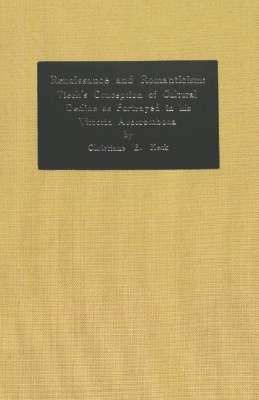 Renaissance and Romanticism:
Tieck's Conception of Cultural
Decline as Portrayed in his
Vittoria Accorombona
by
Christiane E. Keck